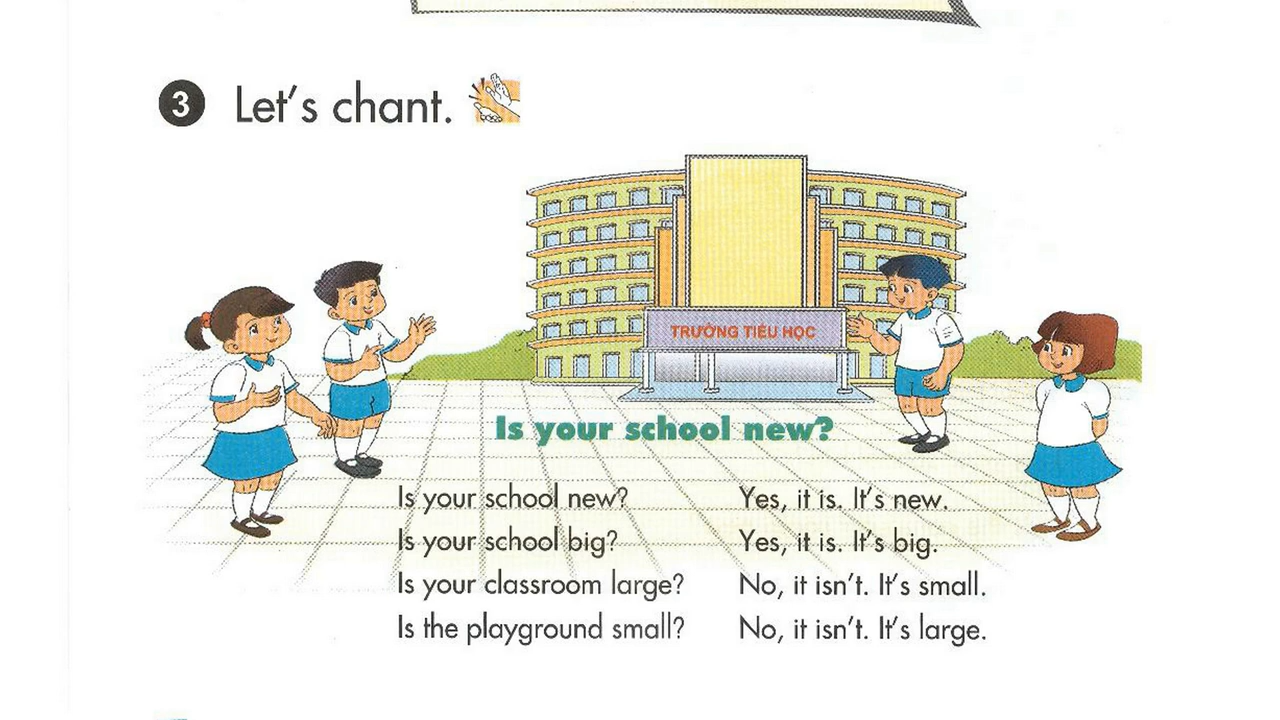 3 Let's chant.
TRƯỜNG TIỂU HỌC
Is your school new?
Is your school new? Yes, it is. It's new.
Is your school big? Yes, it is. It's big.
Is your classroom large? No, it isn't. It's small.
Is the playground small? No, it isn't. It's large.